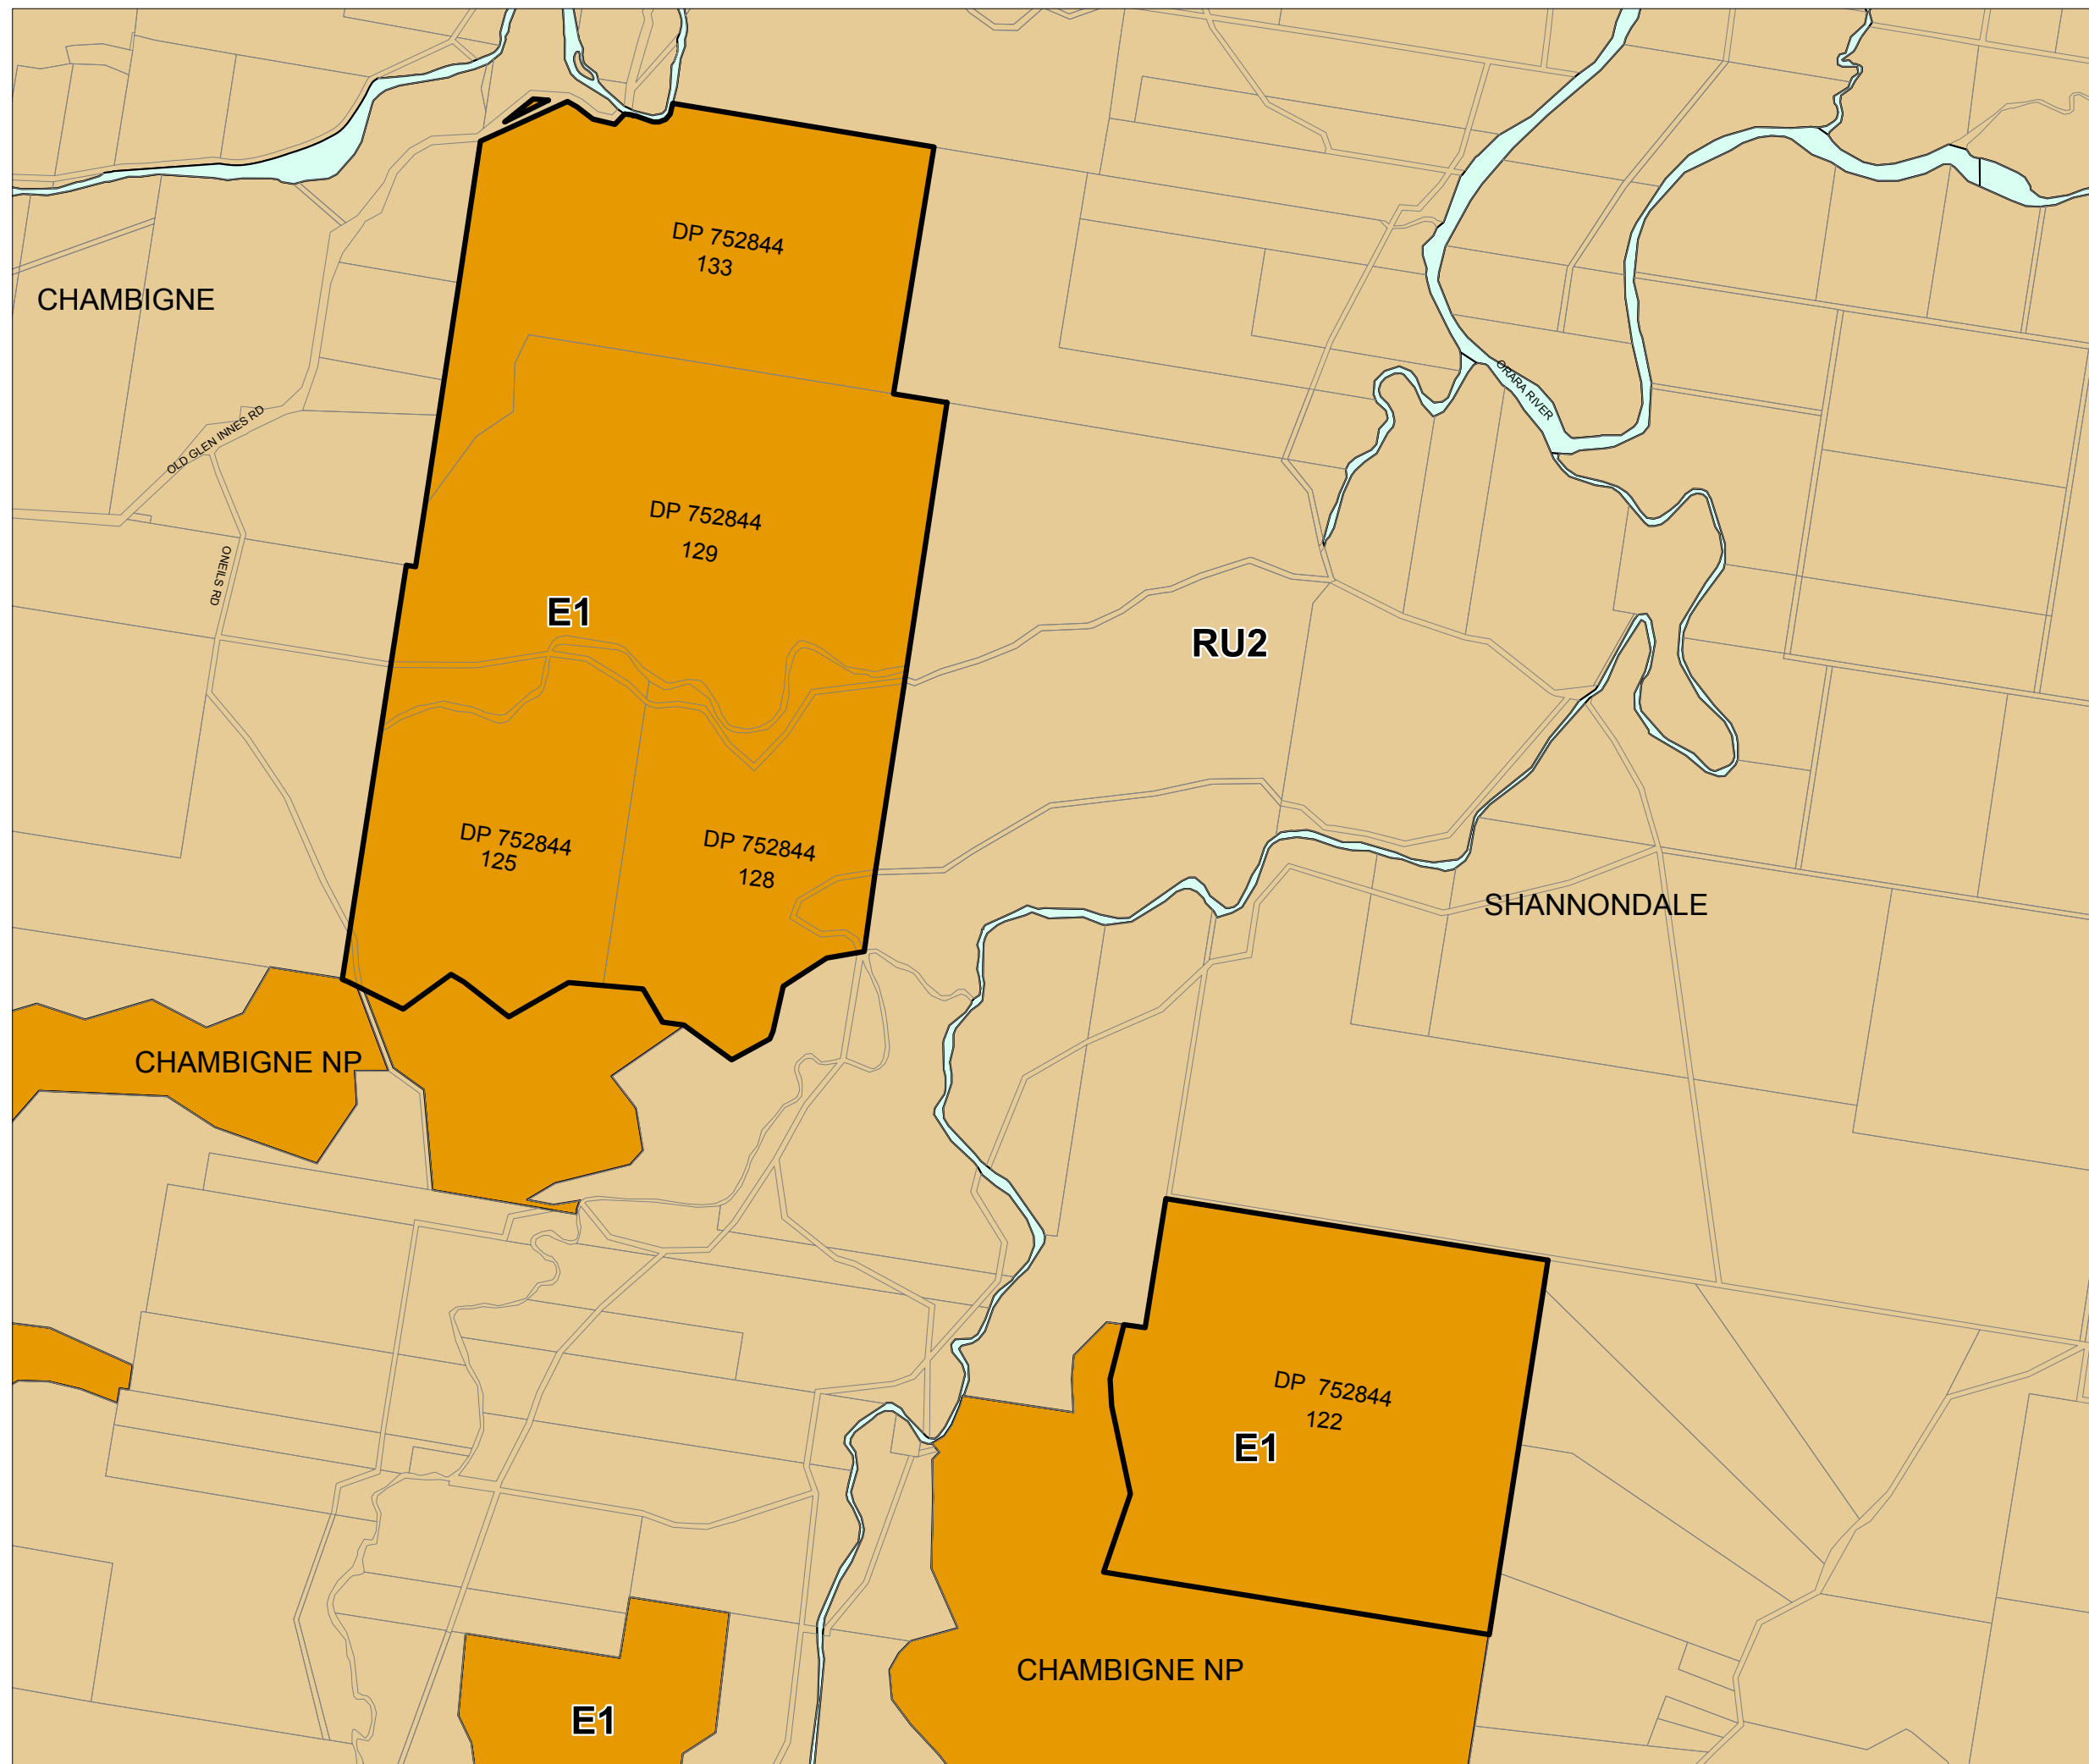 DP 752844
133
CHAMBIGNE
ORARA RIVER
OLD GLEN INNES RD
DP 752844
129
ONEILS RD
E1
RU2
DP 752844
125
DP 752844
128
SHANNONDALE
CHAMBIGNE NP
DP 752844
122
E1
CHAMBIGNE NP
E1